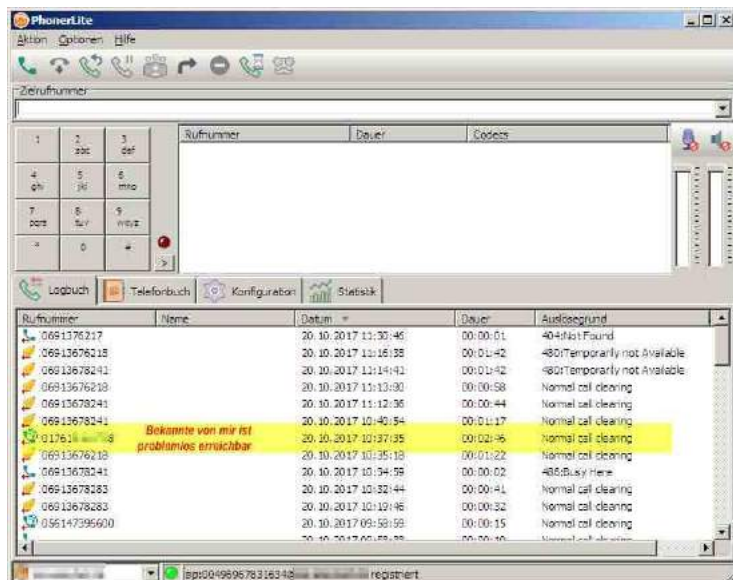 PhonerLite
Aktion Optionen Hilfe
Zielrufnummer
Rufnummer Dauer Codecs
1 2 abc 3 def
4 ghi 5 jkl 6 mno
7 pqrs 8 tuv 9 wxyz
* 0 #
>
Logbuch Telefonbuch Konfiguration Statistik
Rufnummer Name Datum Dauer Auslösegrund
0691376217 20.10.2017 11:30:46 00:00:01 404:Not Found
06913676218 20.10.2017 11:16:38 00:01:42 480:Temporarily not Available
06913678241 20.10.2017 11:14:41 00:01:42 480:Temporarily not Available
06913676218 20.10.2017 11:13:90 00:00:58 Normal call clearing
06913678241 20.10.2017 11:12:36 00:00:44 Normal call clearing
06913678241 20.10.2017 10:40:54 00:01:17 Normal call clearing
01761 8 Bekannte von mir ist problemlos erreichbar 20.10.2017 10:37:35 00:02:46 Normal call clearing
06913676218 20.10.2017 10:35:18 00:01:22 Normal call clearing
06913678241 20.10.2017 10:34:59 00:00:02 486:Busy Here
06913678283 20.10.2017 10:32:44 00:00:41 Normal call clearing
06913678283 20.10.2017 10:19:46 00:00:32 Normal call clearing
056147395600 20.10.2017 09:59:59 00:00:15 Normal call clearing
registriert